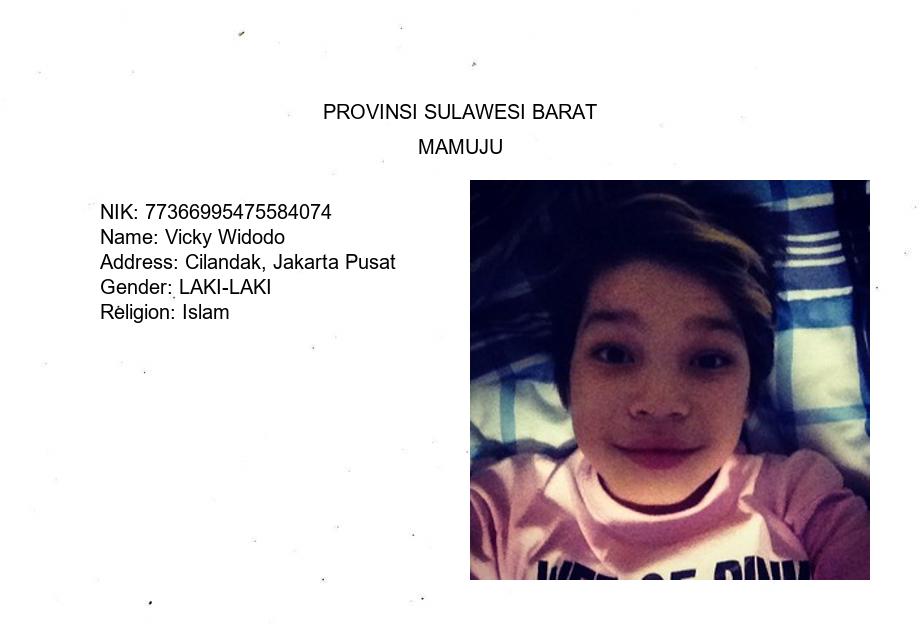 PROVINSI SULAWESI BARAT
MAMUJU
NIK: 77366995475584074
Name: Vicky Widodo
Address: Cilandak, Jakarta Pusat
Gender: LAKI-LAKI
Religion: Islam